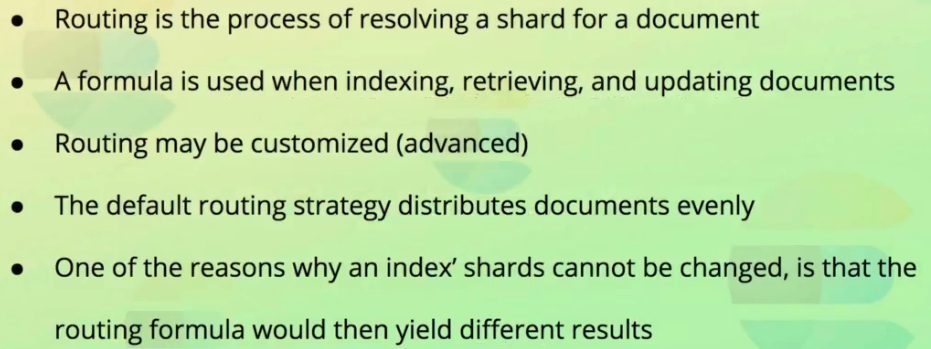 • Routing is the process of resolving a shard for a document
• A formula is used when indexing, retrieving, and updating documents
• Routing may be customized (advanced)
• The default routing strategy distributes documents evenly
• One of the reasons why an index’ shards cannot be changed, is that the
routing formula would then yield different results